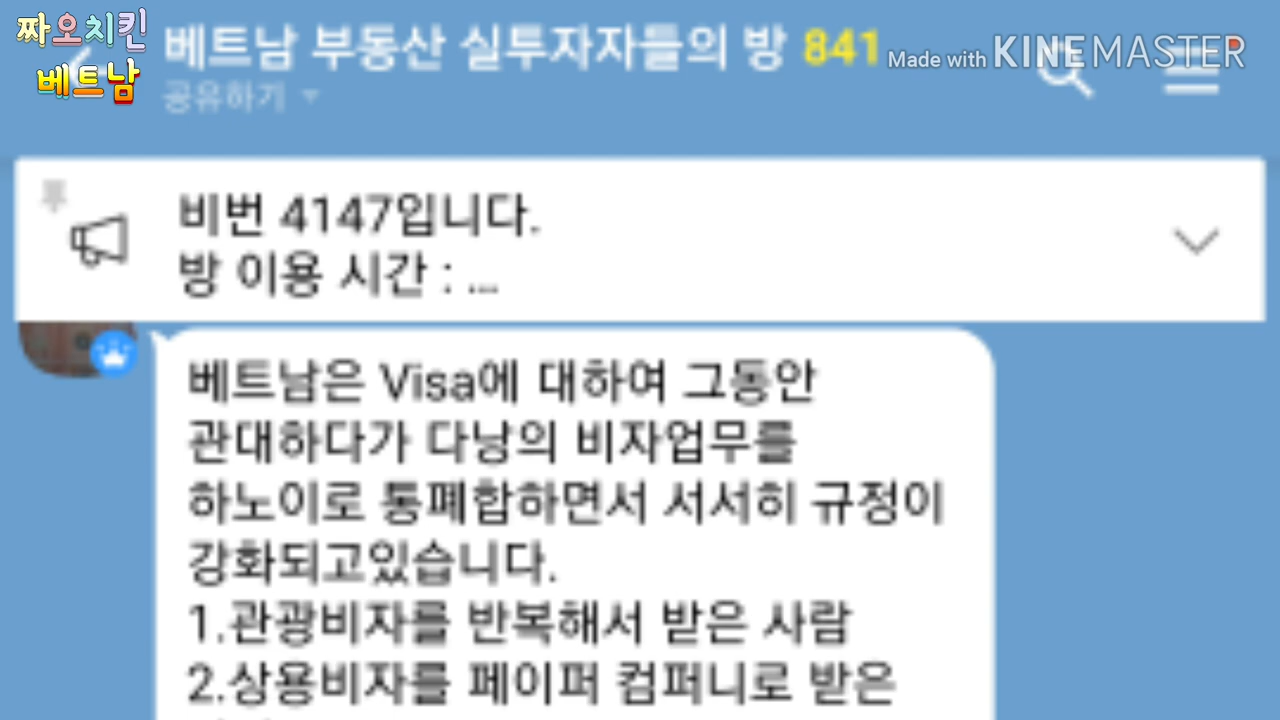 짜오치킨
베트남
베트남 부동산 실투자자들의 방 841
Made with KINEMASTER
공유하기
비번 4147입니다.
방 이용 시간 : ...
베트남은 Visa에 대하여 그동안
관대하다가 다낭의 비자업무를
하노이로 통폐합하면서 서서히 규정이
강화되고있습니다.
1.관광비자를 반복해서 받은 사람
2.상용비자를 페이퍼 컴퍼니로 받은